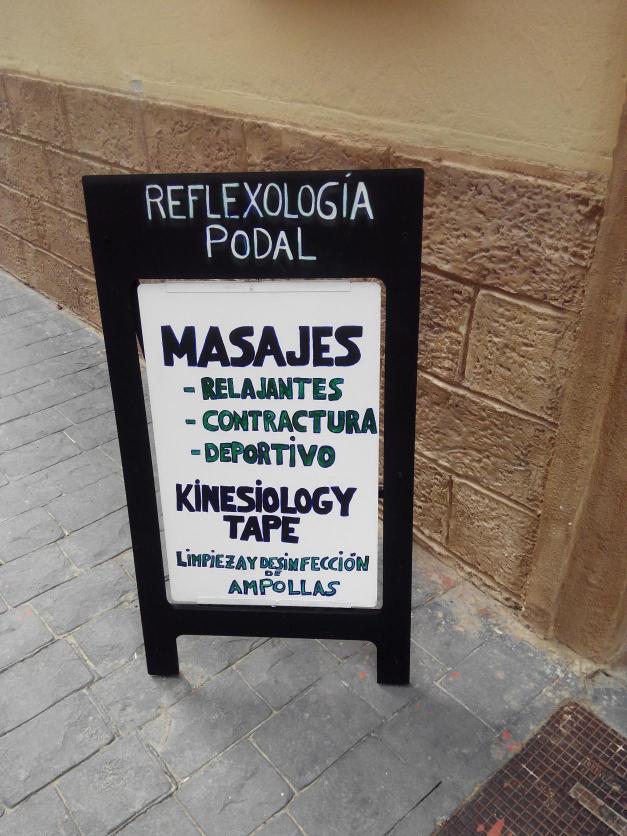 REFLEXOLOGÍA
PODAL
MASAJES
- RELAJANTES
- CONTRACTURA
- DEPORTIVO
KINESIOLOGY
TAPE
LIMPIEZA Y DESINFECCIÓN
DE
AMPOLLAS